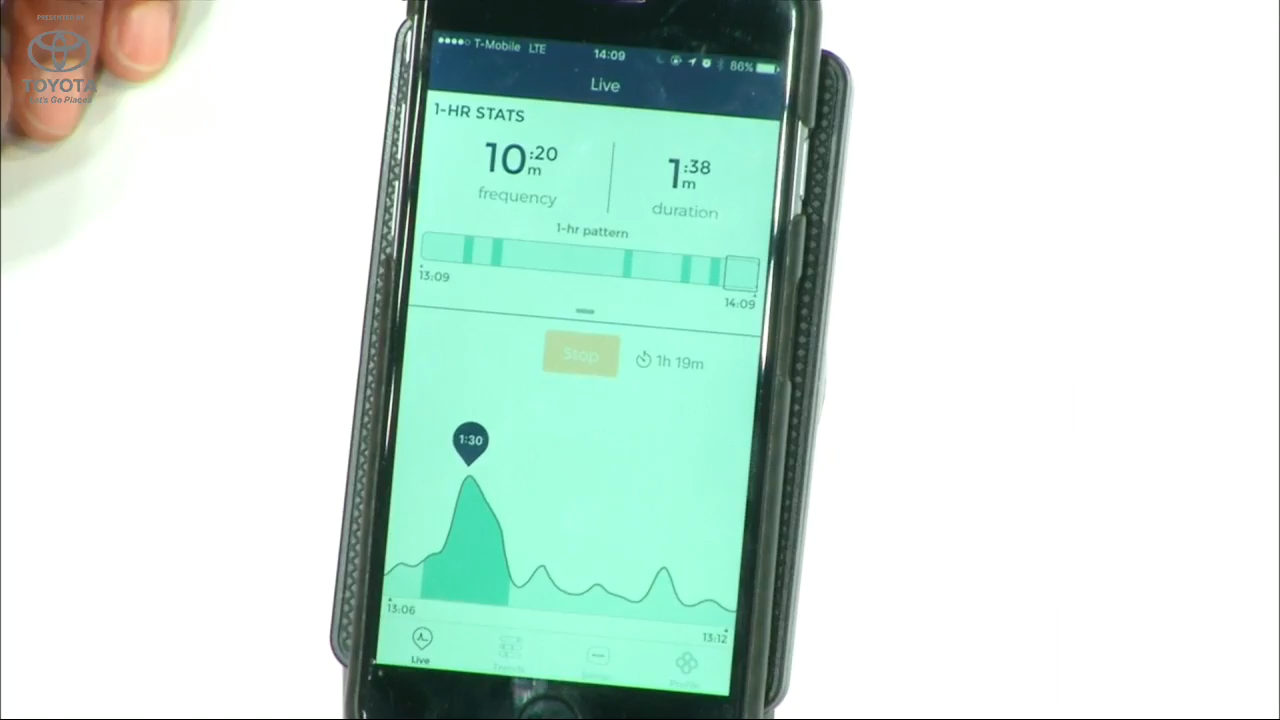 PRESENTED BY
TOYOTA
Let's Go Places
T-Mobile LTE
14:09
86%
Live
1-HR STATS
10:20 m
frequency
1:38 m
duration
1-hr pattern
13:09
14:09
Stop
1h 19m
1:30
13:06
13:12
Live
Trends
Profile